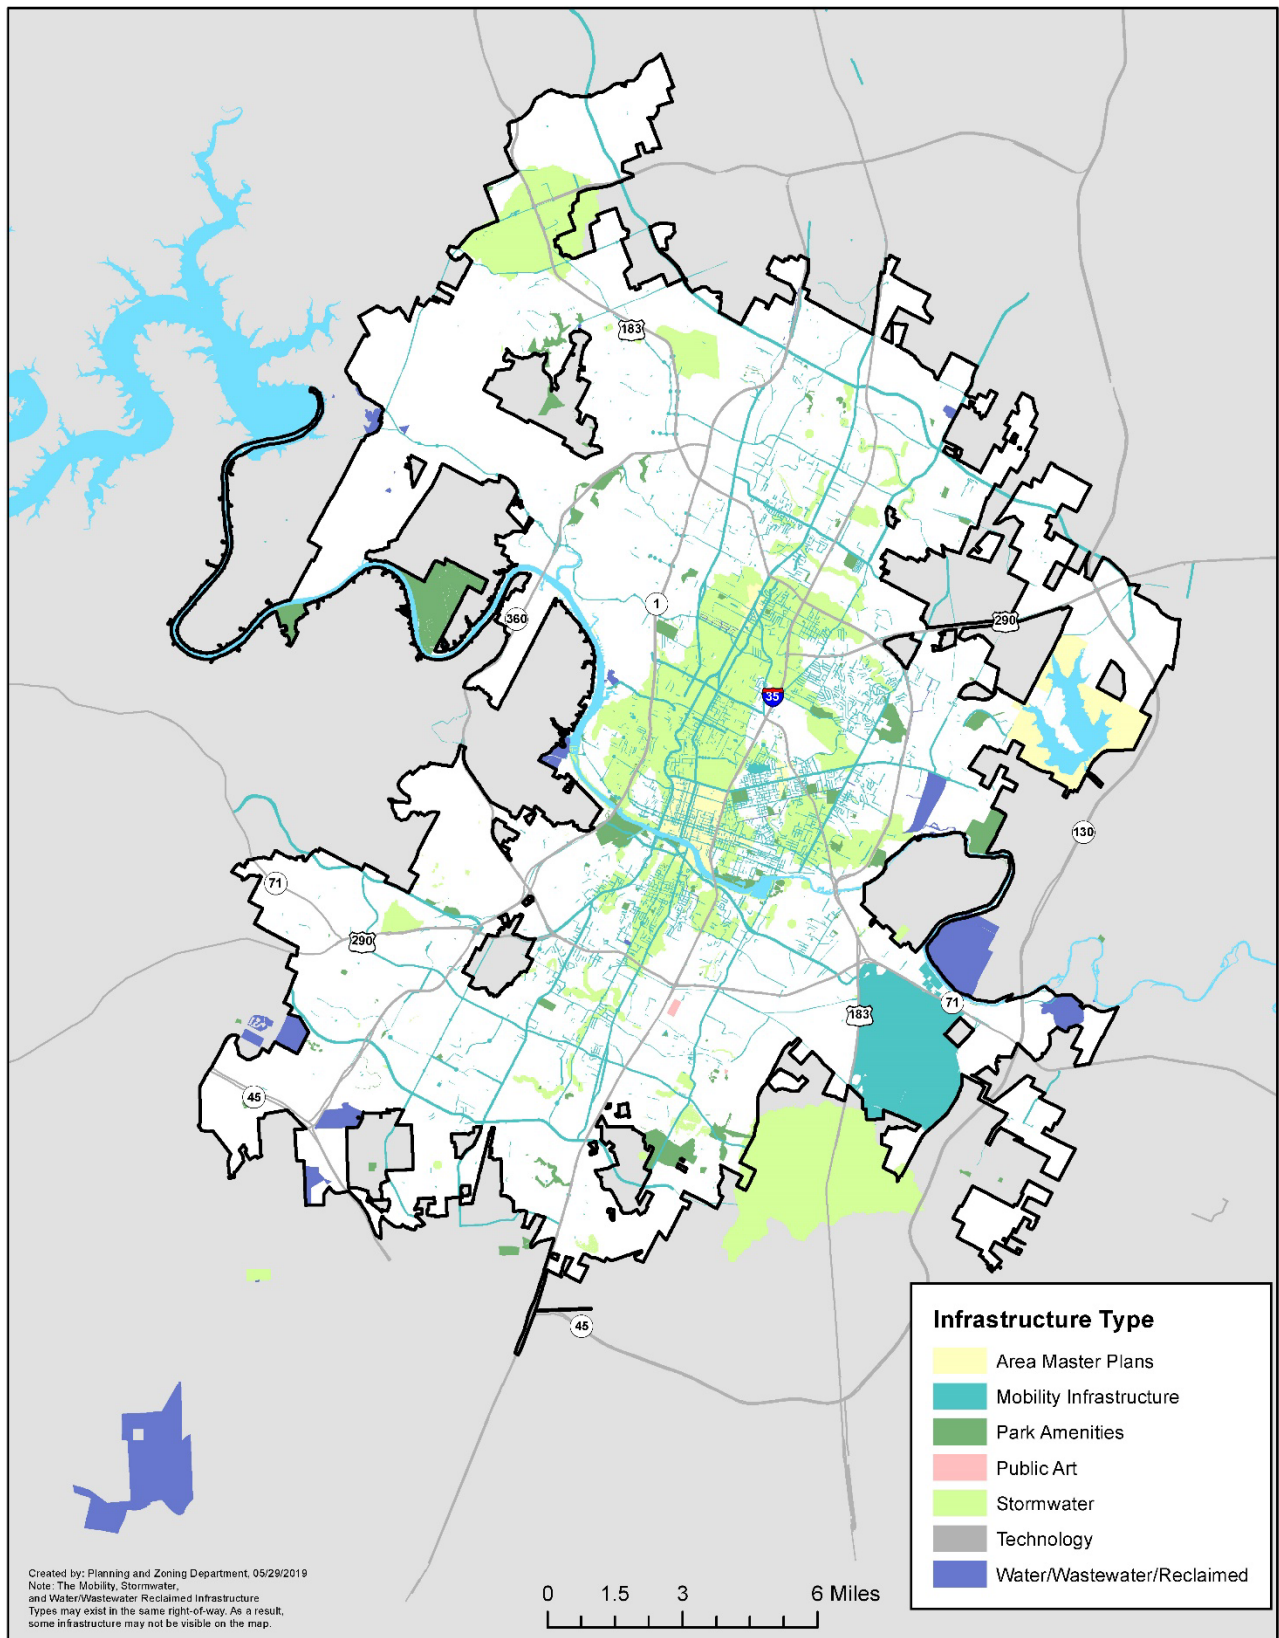 183
1
360
290
35
130
71
290
71
183
45
45
Infrastructure Type
Area Master Plans
Mobility Infrastructure
Park Amenities
Public Art
Stormwater
Technology
Water/Wastewater/Reclaimed
Created by: Planning and Zoning Department, 05/29/2019
Note: The Mobility, Stormwater,
and Water/Wastewater Reclaimed Infrastructure
Types may exist in the same right-of-way. As a result,
some infrastructure may not be visible on the map.
0 1.5 3 6 Miles